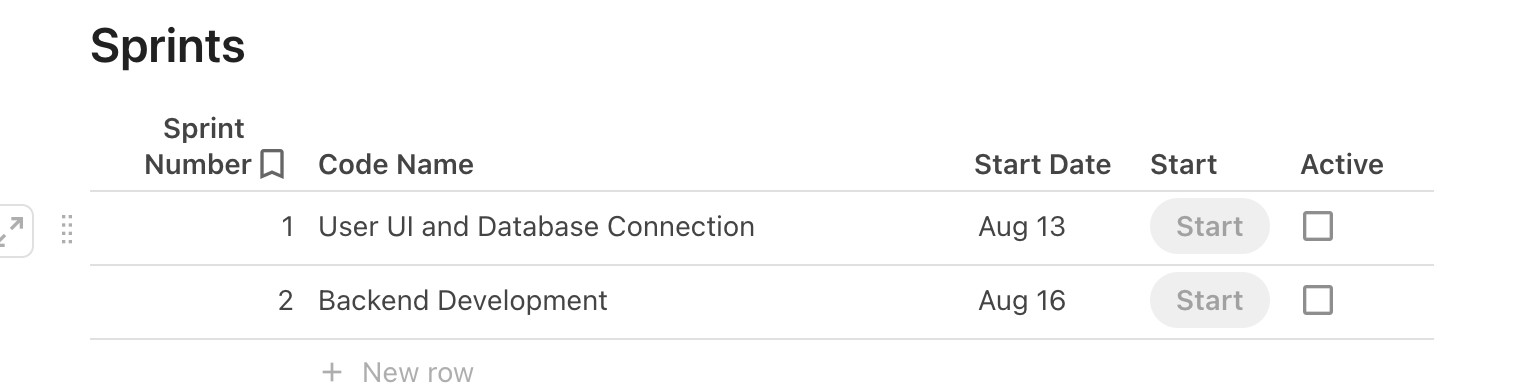 Sprints
Sprint
Number Code Name Start Date Start Active
1 User UI and Database Connection Aug 13 Start
2 Backend Development Aug 16 Start
+ New row